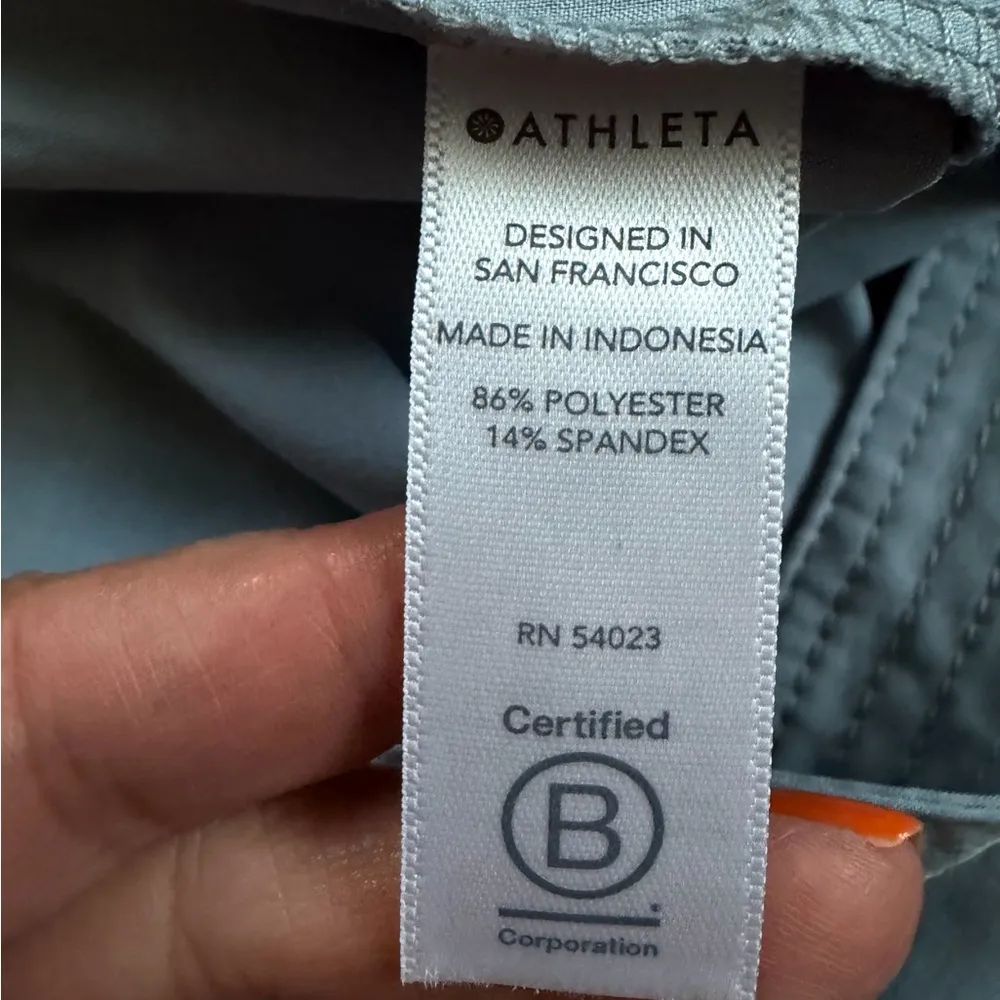 ATHLETA
DESIGNED IN
SAN FRANCISCO
MADE IN INDONESIA
86% POLYESTER
14% SPANDEX
RN 54023
Certified
B
Corporation